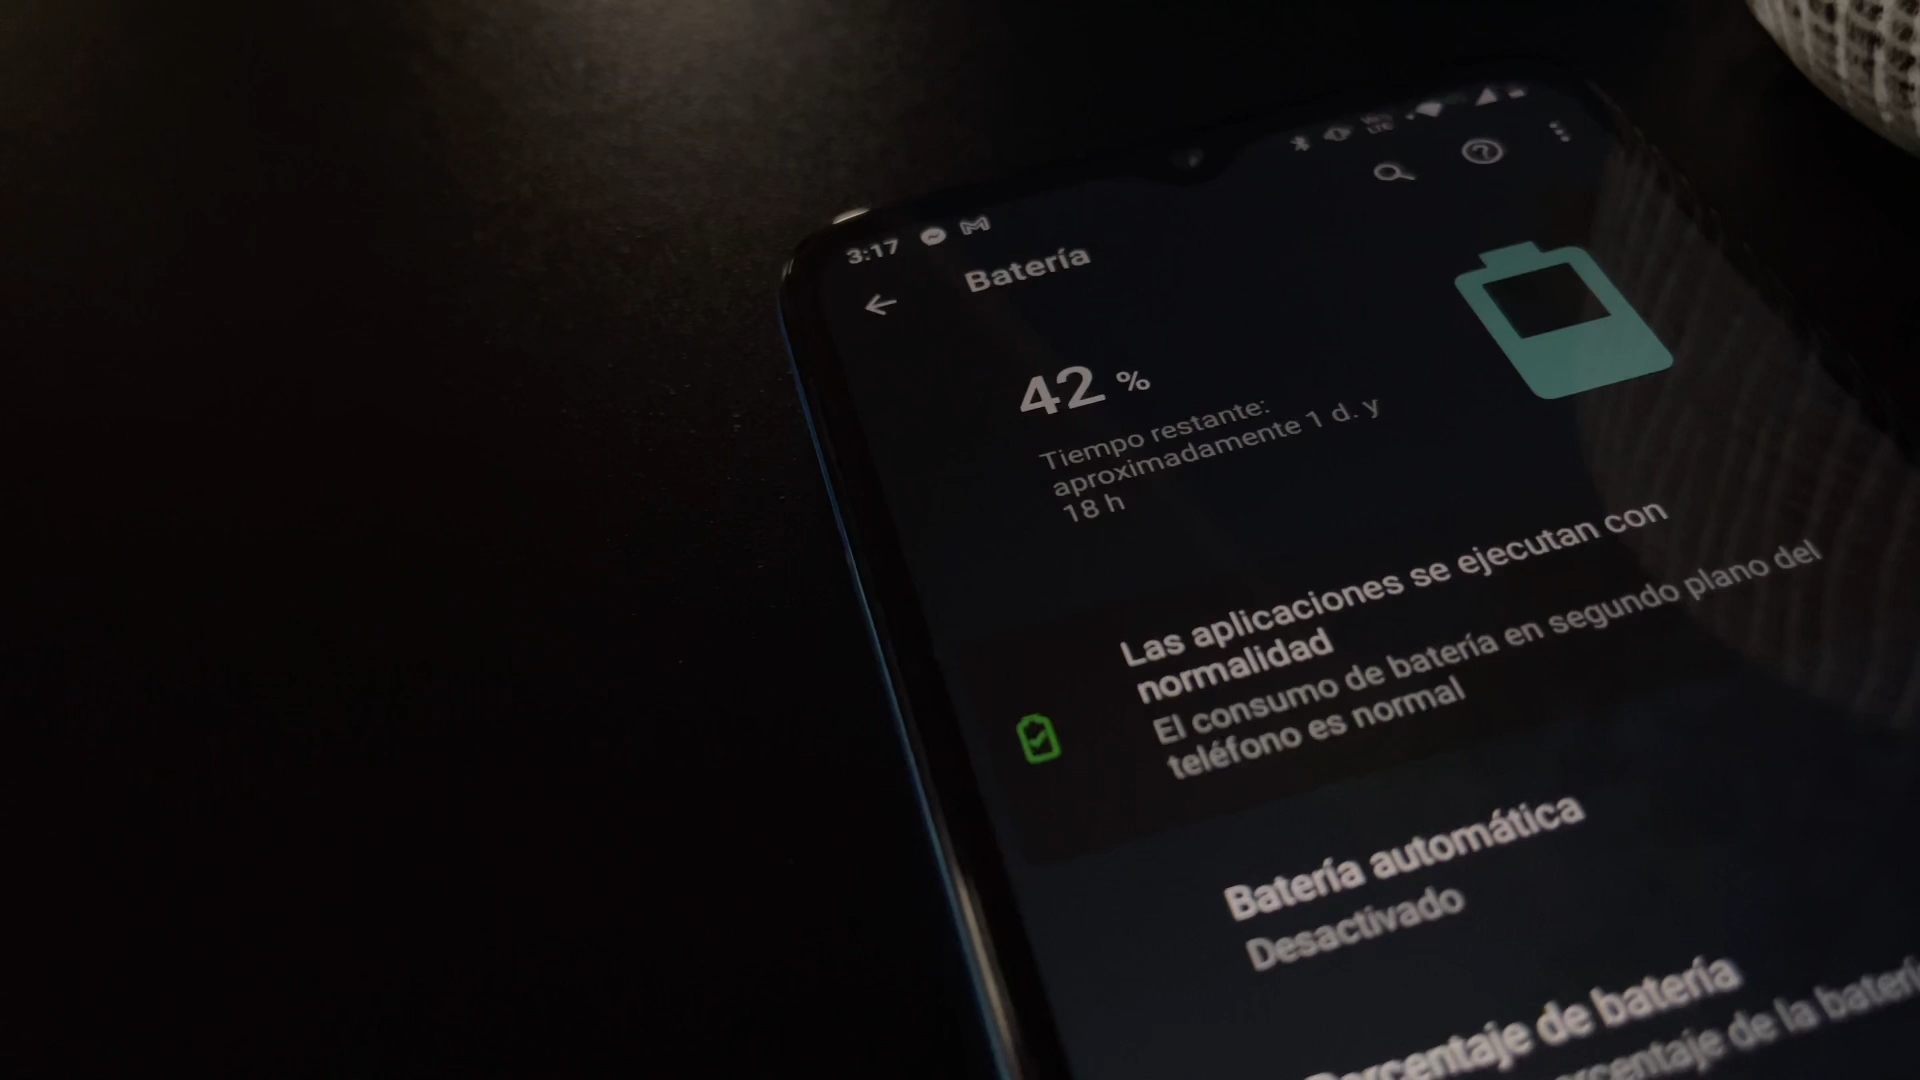 3:17
Batería
42 %
Tiempo restante:
aproximadamente 1 d. y
18 h
Las aplicaciones se ejecutan con
normalidad
El consumo de batería en segundo plano del
teléfono es normal
Batería automática
Desactivado
Porcentaje de batería
de la batería